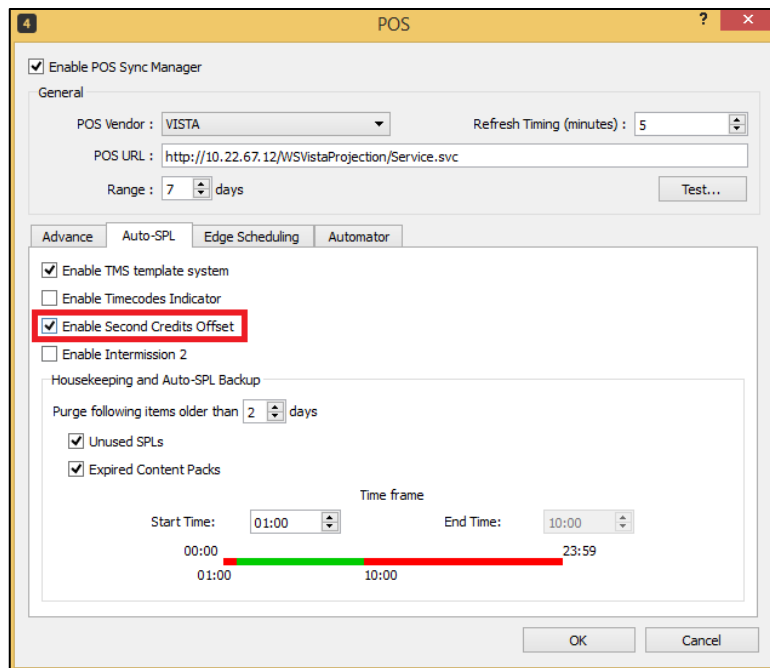 4 POS ? ×
Enable POS Sync Manager
General
POS Vendor : VISTA Refresh Timing (minutes) : 5
POS URL : http://10.22.67.12/WSVistaProjection/Service.svc
Range : 7 days Test...
Advance Auto-SPL Edge Scheduling Automator
Enable TMS template system
Enable Timecodes Indicator
Enable Second Credits Offset
Enable Intermission 2
Housekeeping and Auto-SPL Backup
Purge following items older than 2 days
Unused SPLs
Expired Content Packs
Time frame
Start Time: 01:00 End Time: 10:00
00:00 23:59
01:00 10:00
OK Cancel